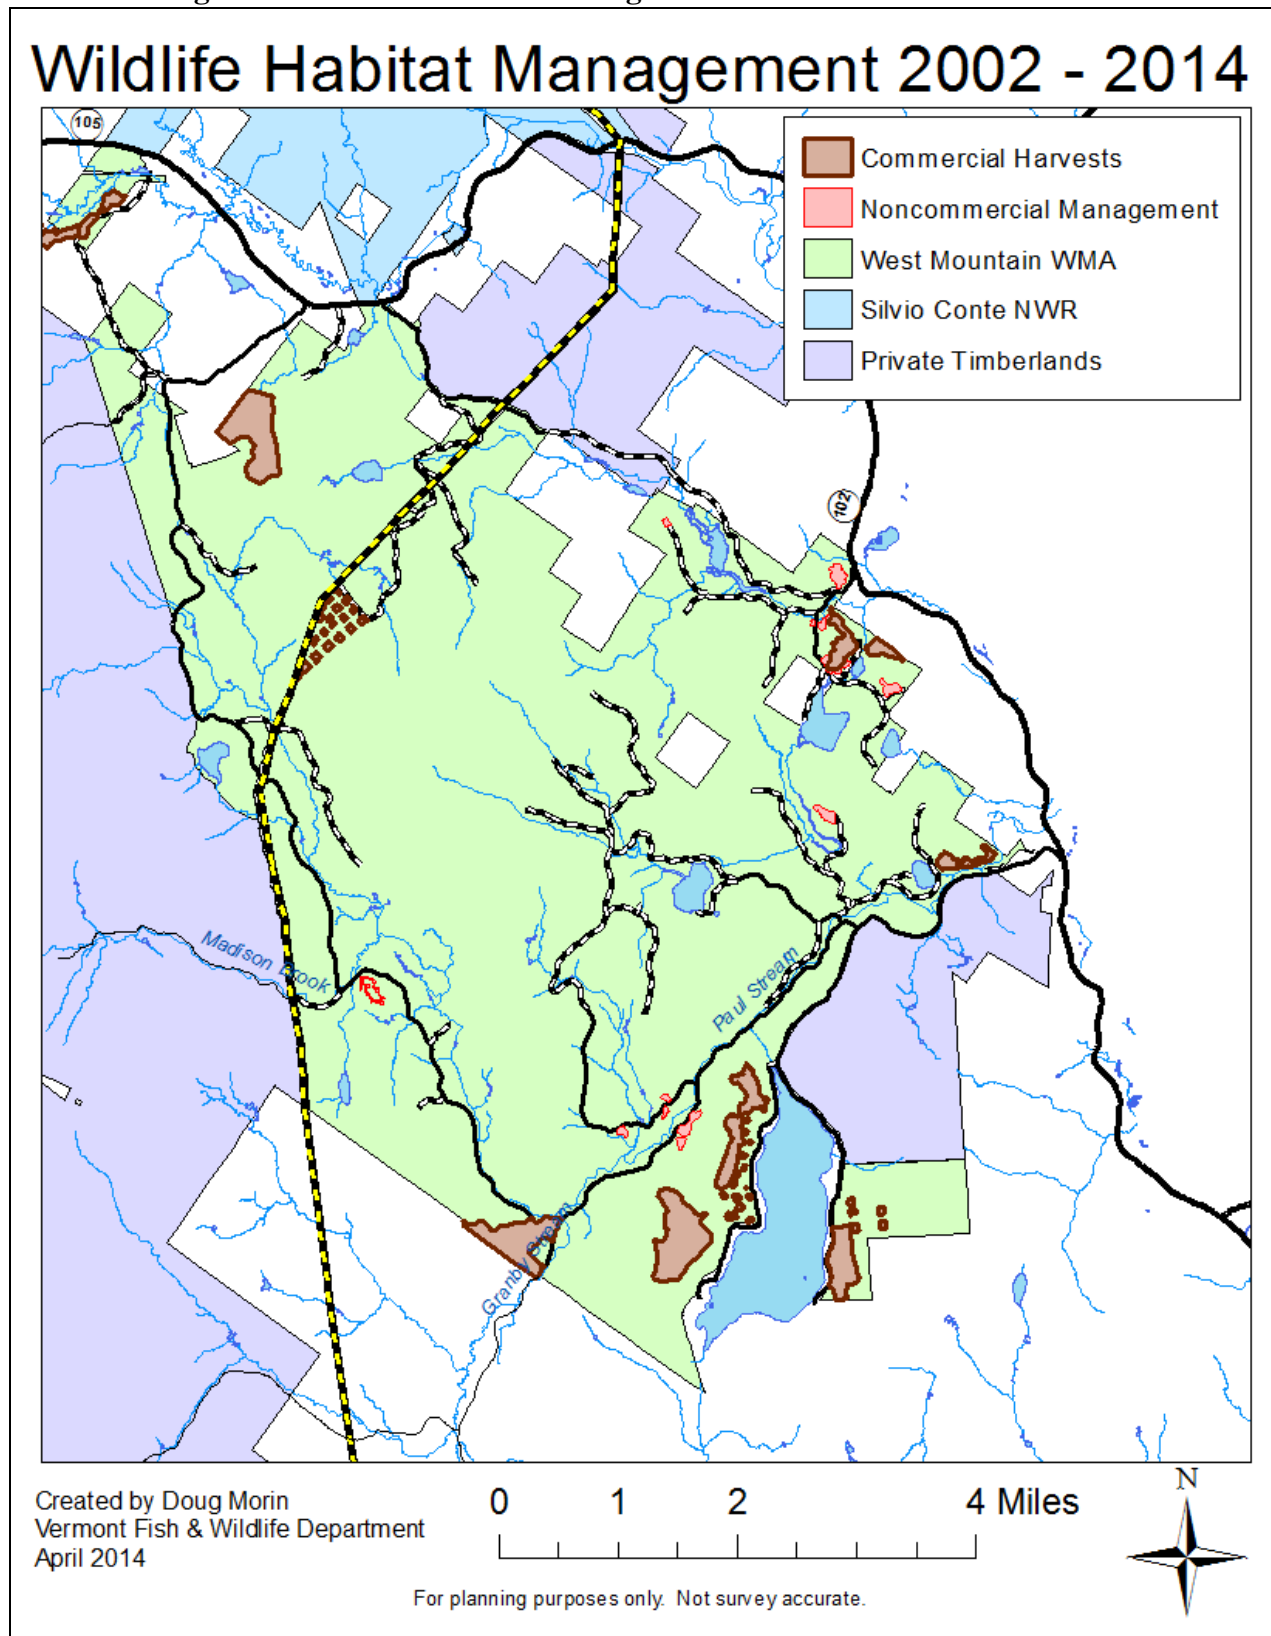 Wildlife Habitat Management 2002 - 2014
105
Commercial Harvests
Noncommercial Management
West Mountain WMA
Silvio Conte NWR
Private Timberlands
102
Madison Brook
Paul Stream
Granby Stream
Created by Doug Morin
Vermont Fish & Wildlife Department
April 2014
0 1 2 4 Miles
N
For planning purposes only. Not survey accurate.